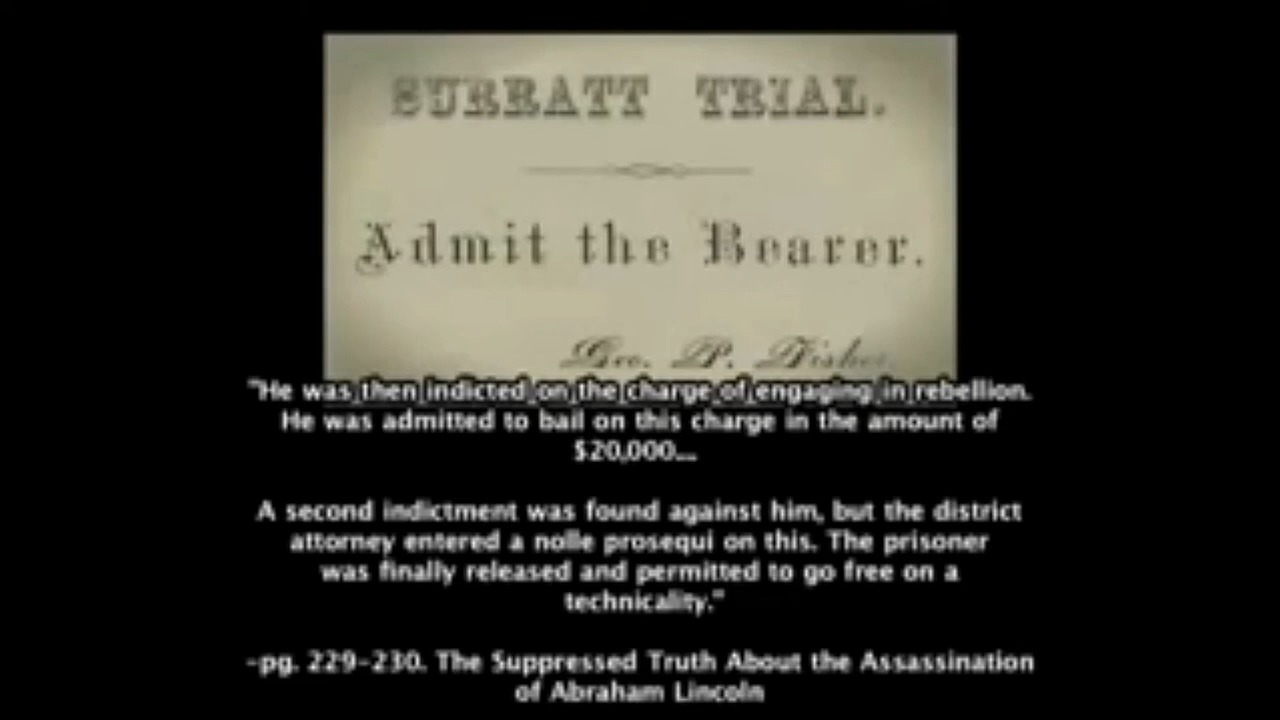 SURRATT TRIAL.
Admit the Bearer.
Geo. P. Fisher
"He was then indicted on the charge of engaging in rebellion.
He was admitted to bail on this charge in the amount of
$20,000...
A second indictment was found against him, but the district
attorney entered a nolle prosequi on this. The prisoner
was finally released and permitted to go free on a
technicality."
-pg. 229-230. The Suppressed Truth About the Assassination
of Abraham Lincoln